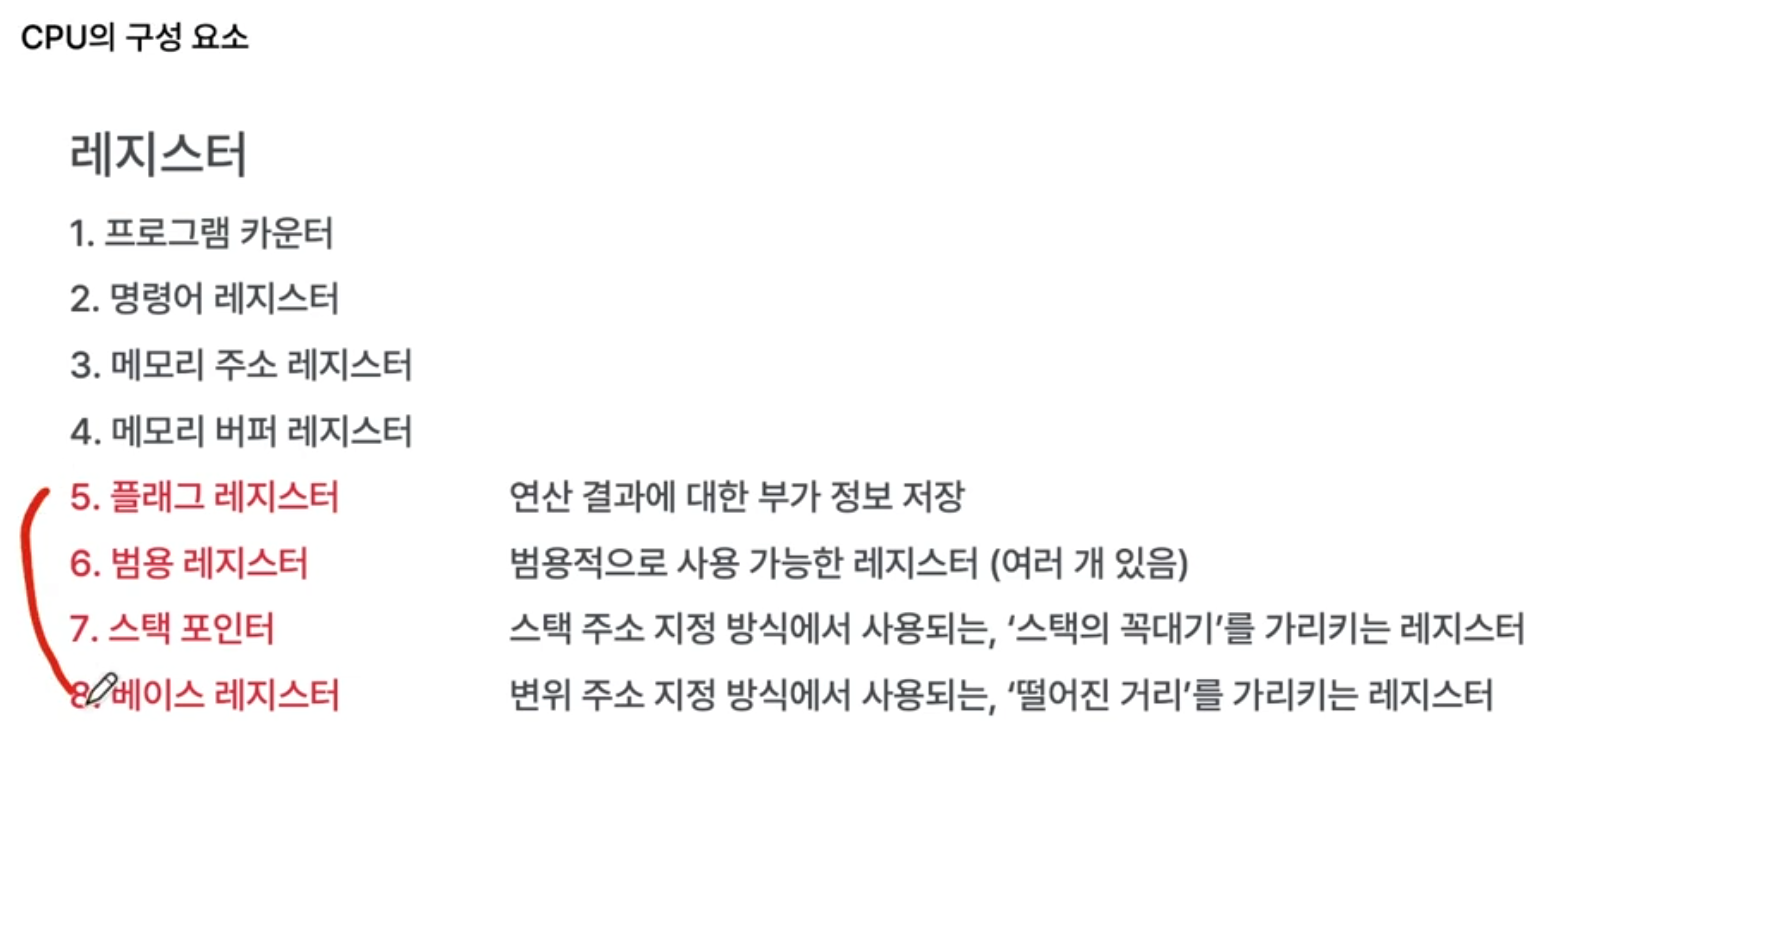 CPU의 구성 요소
레지스터
1. 프로그램 카운터
2. 명령어 레지스터
3. 메모리 주소 레지스터
4. 메모리 버퍼 레지스터
5. 플래그 레지스터 연산 결과에 대한 부가 정보 저장
6. 범용 레지스터 범용적으로 사용 가능한 레지스터 (여러 개 있음)
7. 스택 포인터 스택 주소 지정 방식에서 사용되는, ‘스택의 꼭대기’를 가리키는 레지스터
8. 베이스 레지스터 변위 주소 지정 방식에서 사용되는, ‘떨어진 거리’를 가리키는 레지스터